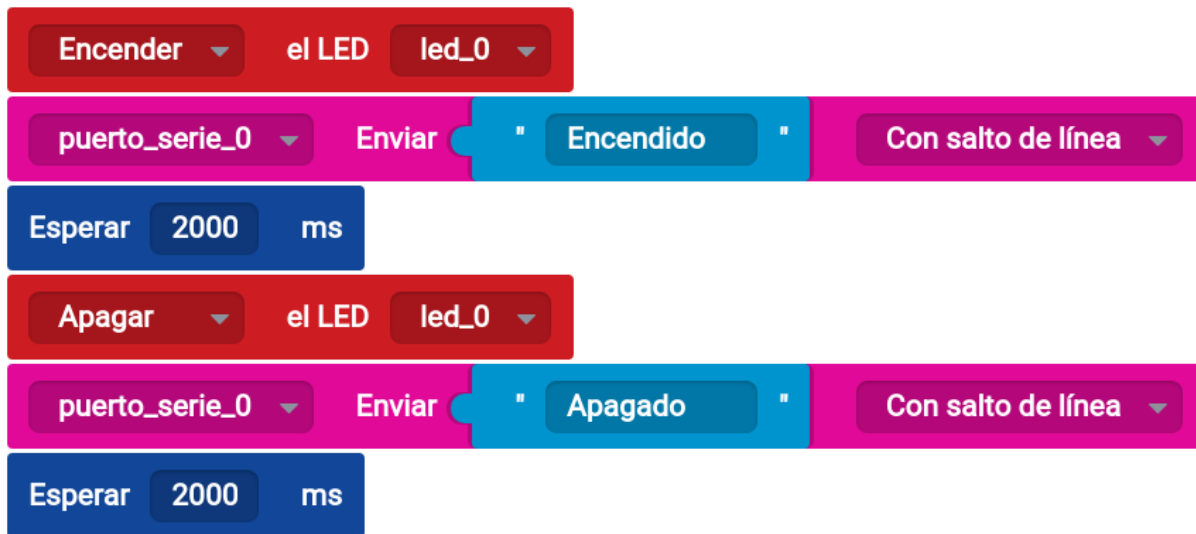 Encender el LED led_0
puerto_serie_0 Enviar " Encendido " Con salto de línea
Esperar 2000 ms
Apagar el LED led_0
puerto_serie_0 Enviar " Apagado " Con salto de línea
Esperar 2000 ms